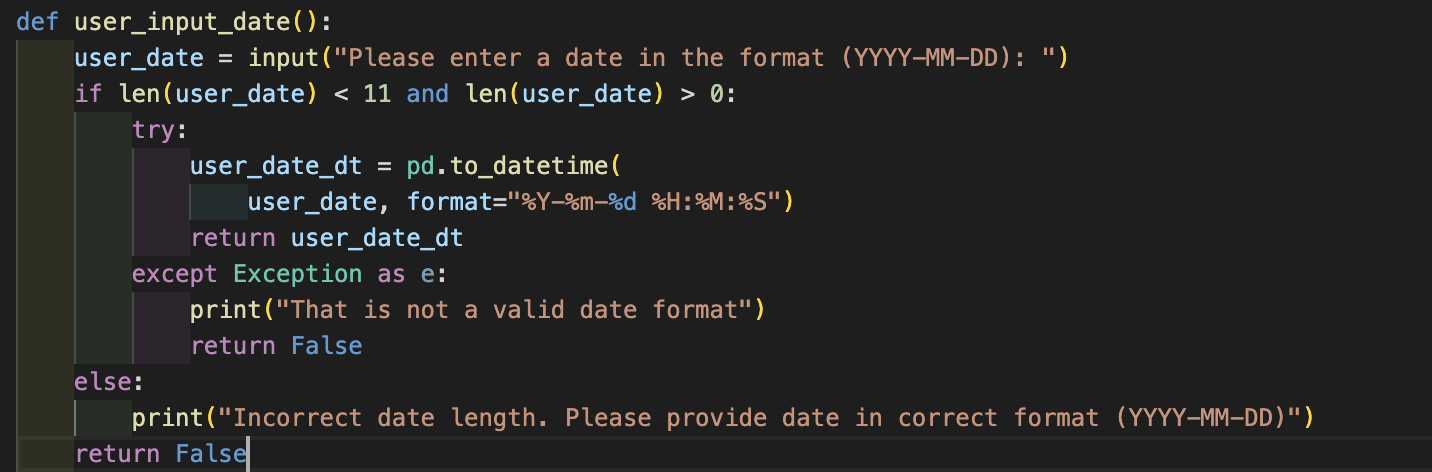 def user_input_date():
    user_date = input("Please enter a date in the format (YYYY-MM-DD): ")
    if len(user_date) < 11 and len(user_date) > 0:
        try:
            user_date_dt = pd.to_datetime(
                user_date, format="%Y-%m-%d %H:%M:%S")
            return user_date_dt
        except Exception as e:
            print("That is not a valid date format")
            return False
    else:
        print("Incorrect date length. Please provide date in correct format (YYYY-MM-DD)")
    return False